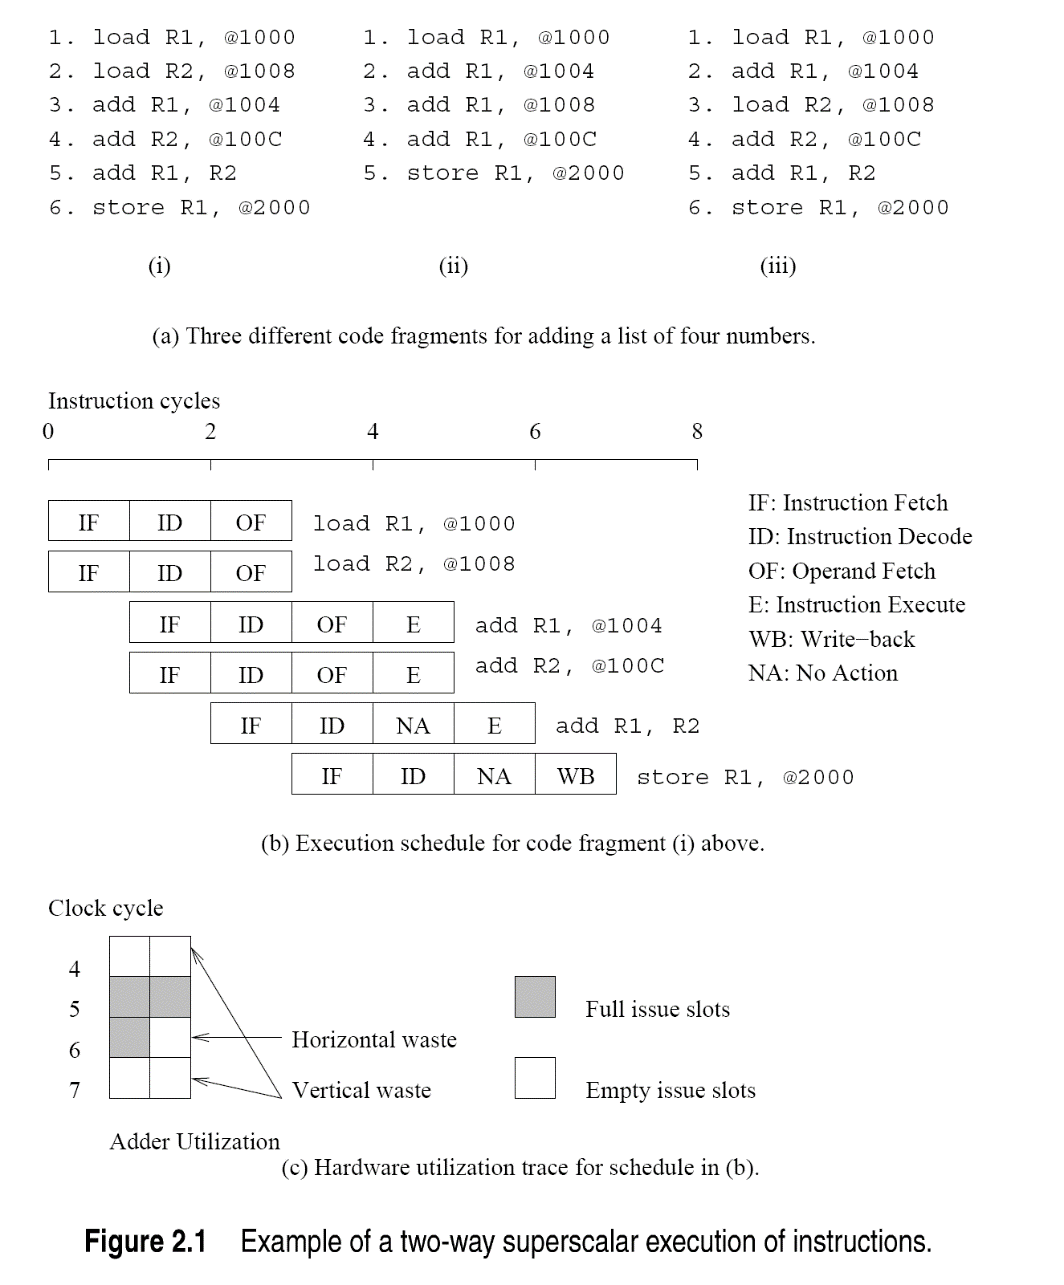 1. load R1, @1000
2. load R2, @1008
3. add R1, @1004
4. add R2, @100C
5. add R1, R2
6. store R1, @2000
(i)
1. load R1, @1000
2. add R1, @1004
3. add R1, @1008
4. add R1, @100C
5. store R1, @2000
(ii)
1. load R1, @1000
2. add R1, @1004
3. load R2, @1008
4. add R2, @100C
5. add R1, R2
6. store R1, @2000
(iii)
(a) Three different code fragments for adding a list of four numbers.
Instruction cycles
0 2 4 6 8
IF ID OF load R1, @1000
IF ID OF load R2, @1008
IF ID OF E add R1, @1004
IF ID OF E add R2, @100C
IF ID NA E add R1, R2
IF ID NA WB store R1, @2000
IF: Instruction Fetch
ID: Instruction Decode
OF: Operand Fetch
E: Instruction Execute
WB: Write−back
NA: No Action
(b) Execution schedule for code fragment (i) above.
Clock cycle
4
5
6
7
Horizontal waste
Vertical waste
Full issue slots
Empty issue slots
Adder Utilization
(c) Hardware utilization trace for schedule in (b).
Figure 2.1 Example of a two-way superscalar execution of instructions.